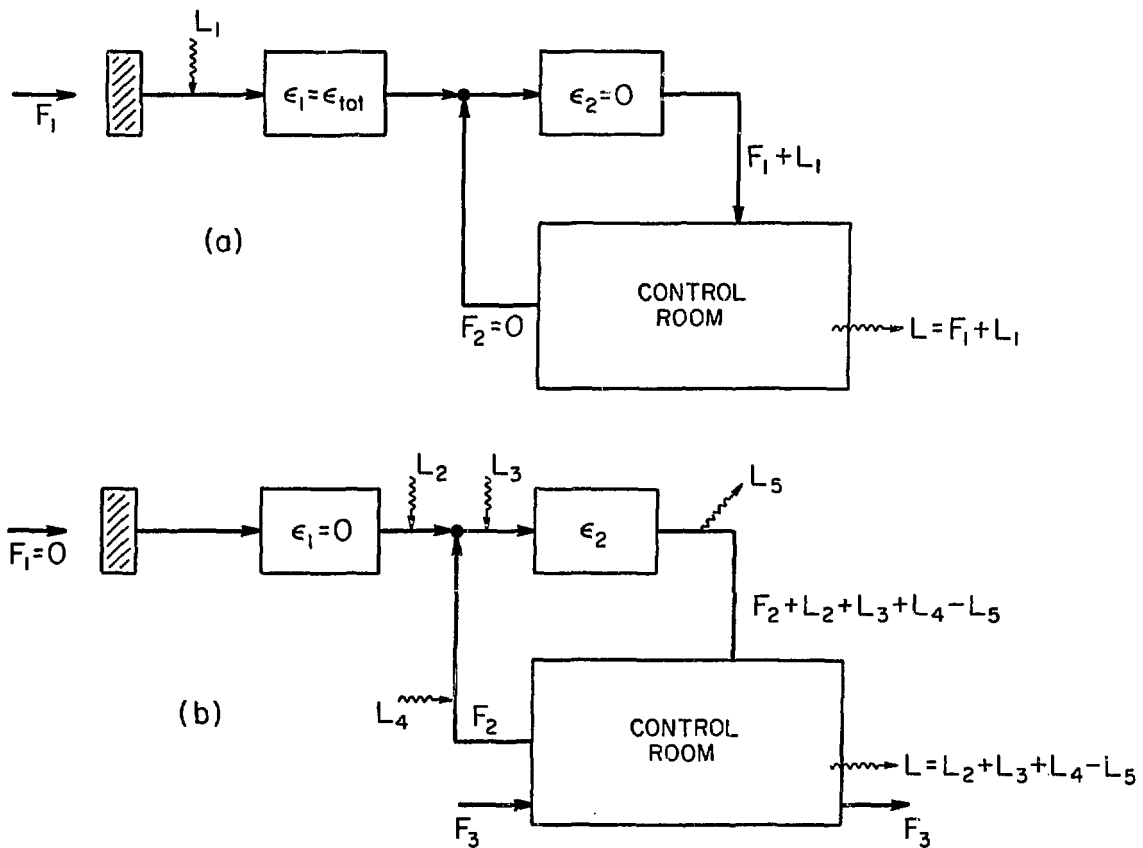 L₁
F₁
ϵ₁=ϵtot
ϵ₂=0
F₁+L₁
(a)
CONTROL
ROOM
F₂=0
L=F₁+L₁
L₂
L₃
L₅
F₁=0
ϵ₁=0
ϵ₂
F₂+L₂+L₃+L₄-L₅
(b)
L₄
F₂
CONTROL
ROOM
L=L₂+L₃+L₄-L₅
F₃
F₃